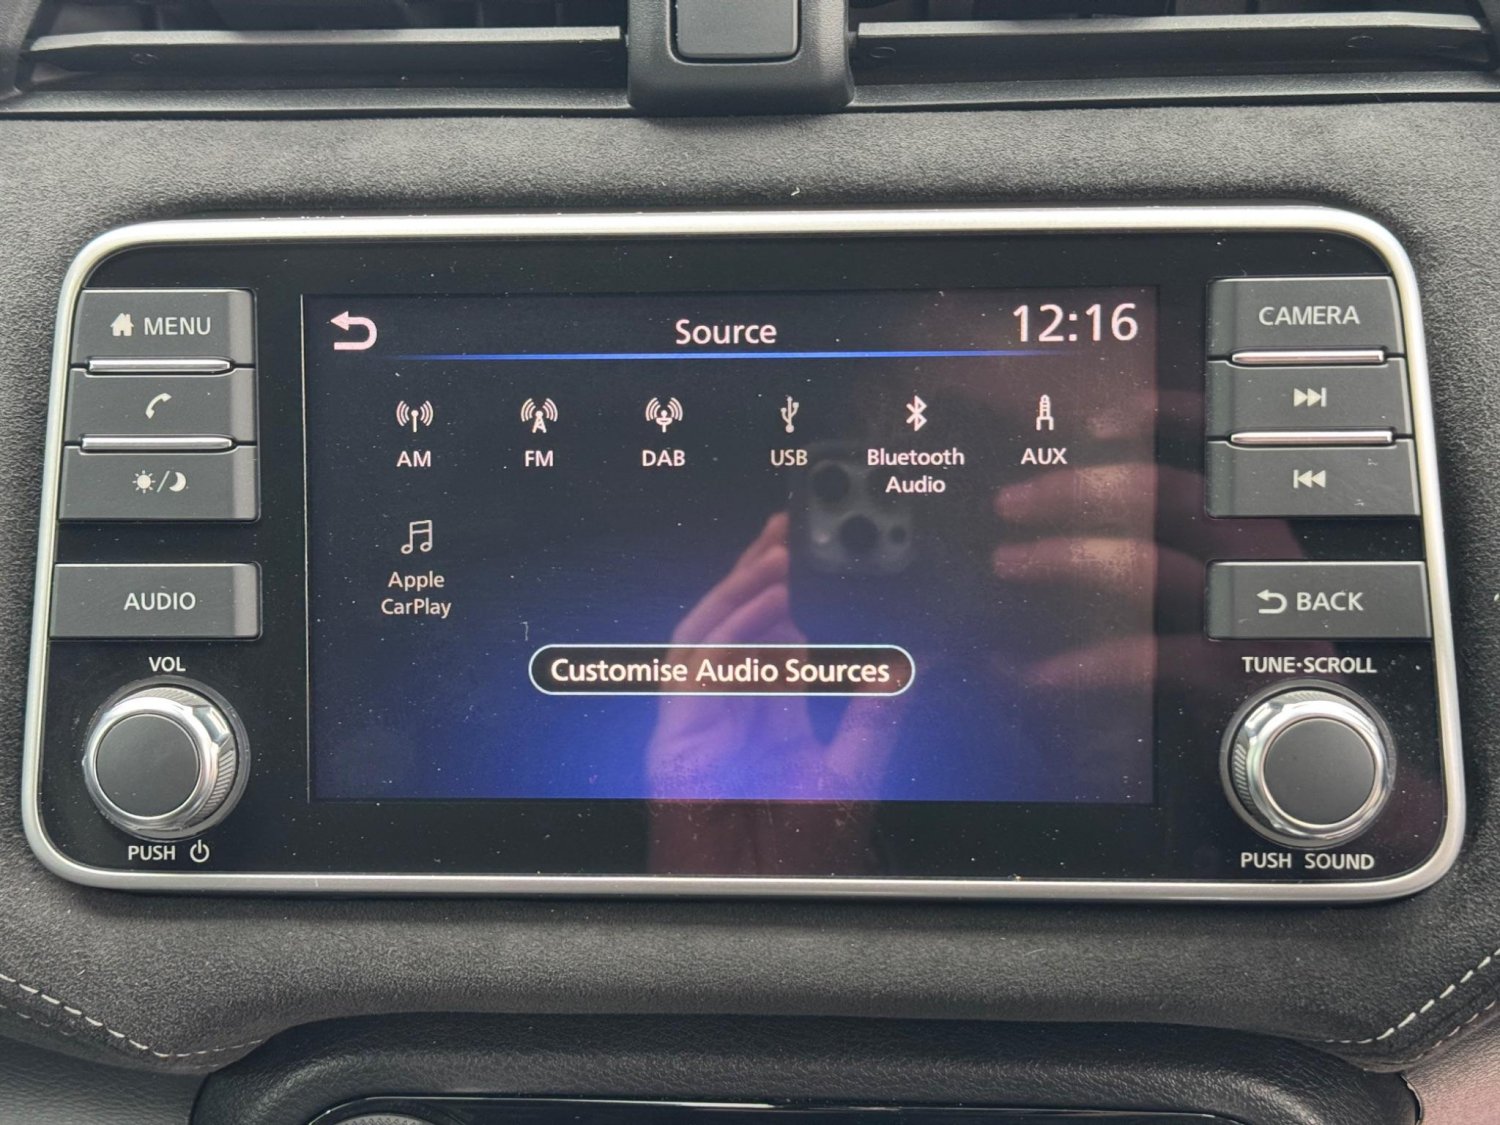 MENU
AUDIO
VOL
PUSH
Source
12:16
AM
FM
DAB
USB
Bluetooth
Audio
AUX
Apple
CarPlay
Customise Audio Sources
CAMERA
BACK
TUNE·SCROLL
PUSH SOUND